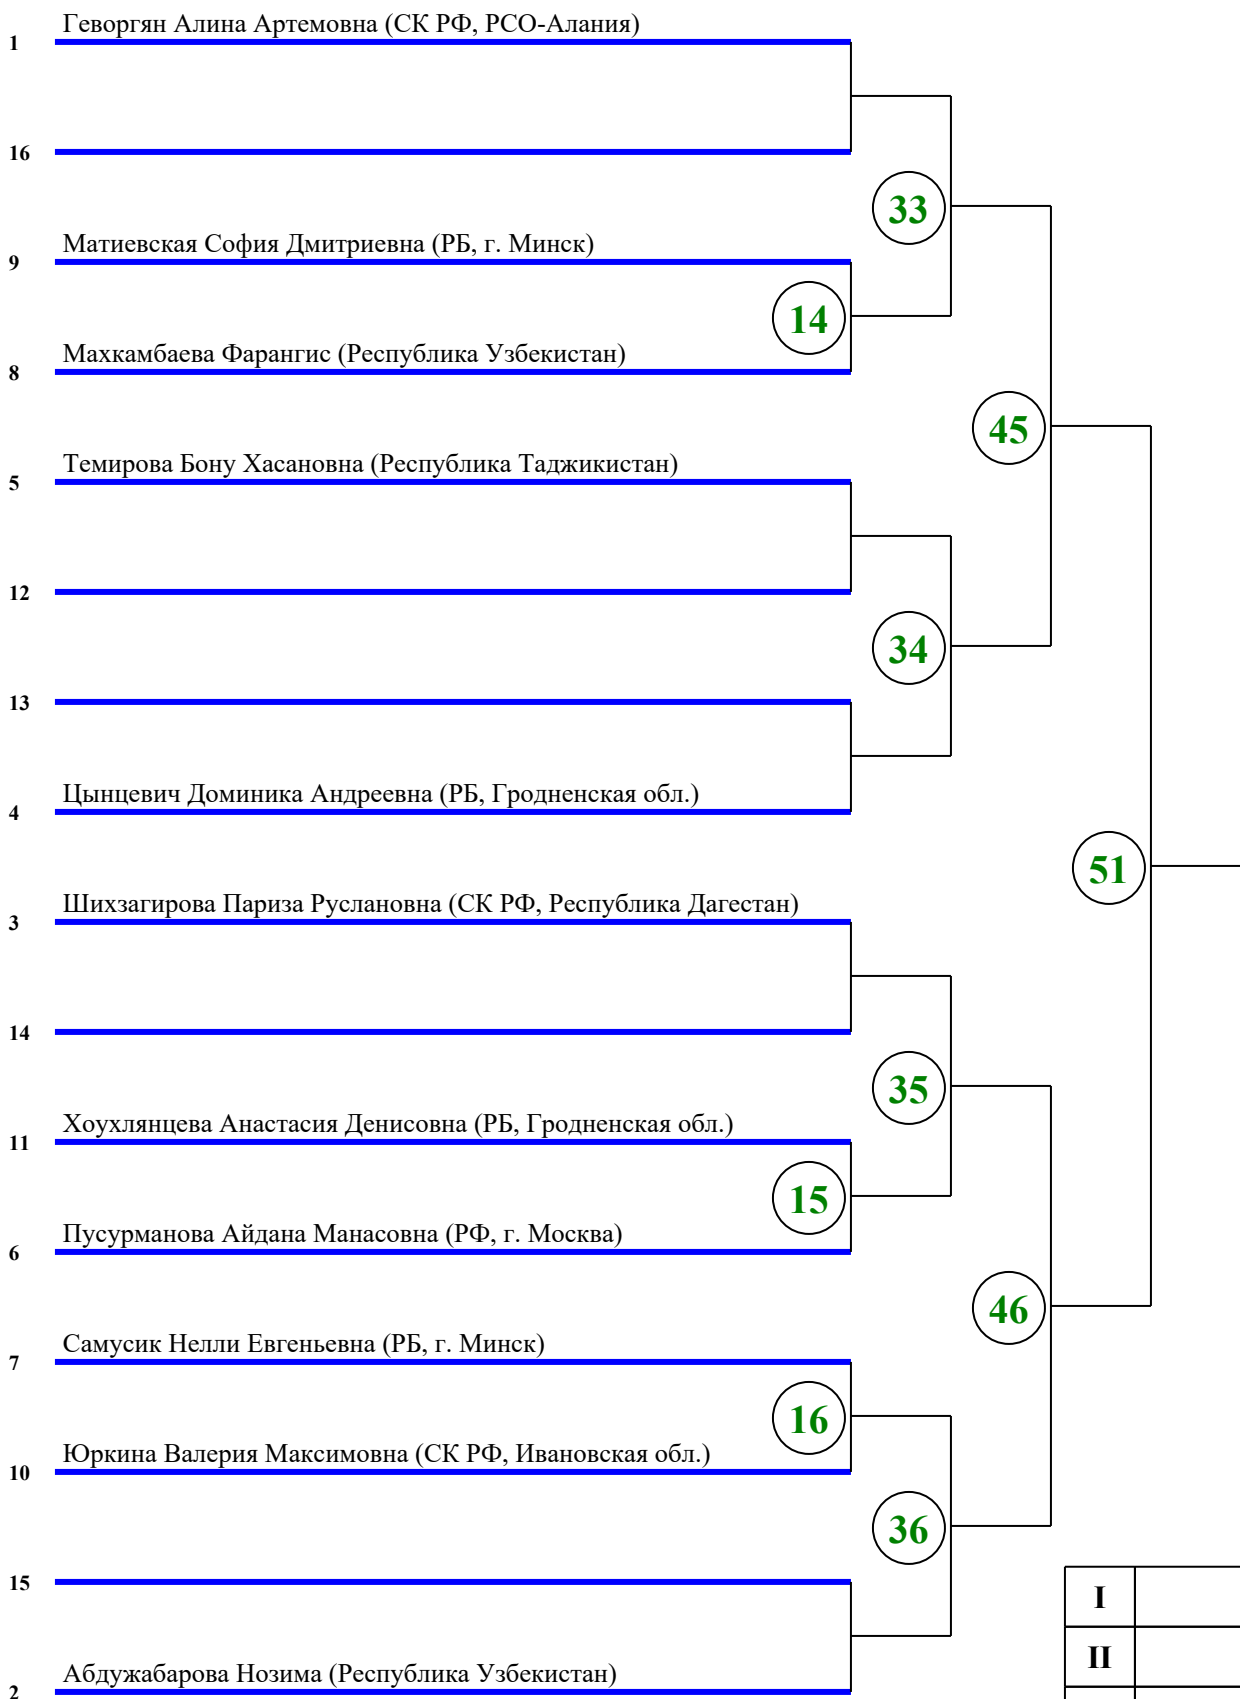 Геворгян Алина Артемовна (СК РФ, РСО-Алания)
1
16
33
Матиевская София Дмитриевна (РБ, г. Минск)
9
14
Махкамбаева Фарангис (Республика Узбекистан)
8
45
Темирова Бону Хасановна (Республика Таджикистан)
5
12
34
13
Цынцевич Доминика Андреевна (РБ, Гродненская обл.)
4
51
Шихзагирова Париза Руслановна (СК РФ, Республика Дагестан)
3
14
35
Хоухлянцева Анастасия Денисовна (РБ, Гродненская обл.)
11
15
Пусурманова Айдана Манасовна (РФ, г. Москва)
6
46
Самусик Нелли Евгеньевна (РБ, г. Минск)
7
16
Юркина Валерия Максимовна (СК РФ, Ивановская обл.)
10
36
15
I
II
Абдужабарова Нозима (Республика Узбекистан)
2